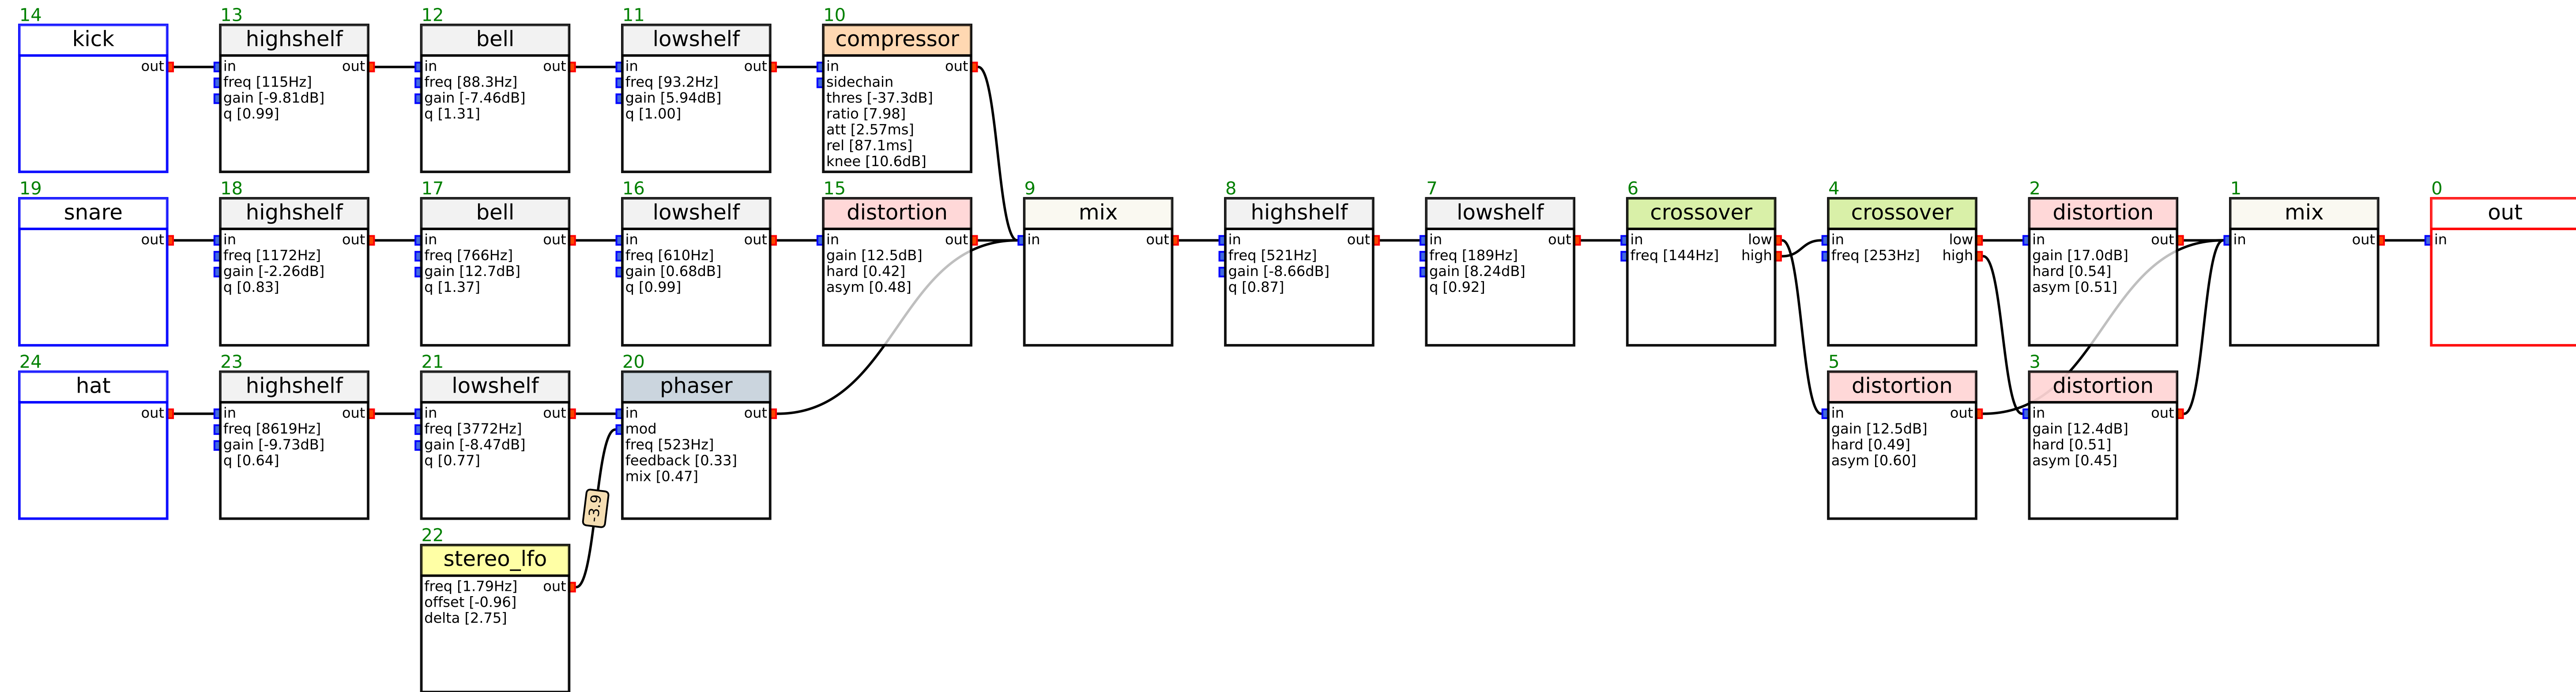 14
kick
out
13
highshelf
in out
freq [115Hz]
gain [-9.81dB]
q [0.99]
12
bell
in out
freq [88.3Hz]
gain [-7.46dB]
q [1.31]
11
lowshelf
in out
freq [93.2Hz]
gain [5.94dB]
q [1.00]
10
compressor
in out
sidechain
thres [-37.3dB]
ratio [7.98]
att [2.57ms]
rel [87.1ms]
knee [10.6dB]
19
snare
out
18
highshelf
in out
freq [1172Hz]
gain [-2.26dB]
q [0.83]
17
bell
in out
freq [766Hz]
gain [12.7dB]
q [1.37]
16
lowshelf
in out
freq [610Hz]
gain [0.68dB]
q [0.99]
15
distortion
in out
gain [12.5dB]
hard [0.42]
asym [0.48]
9
mix
in out
8
highshelf
in out
freq [521Hz]
gain [-8.66dB]
q [0.87]
7
lowshelf
in out
freq [189Hz]
gain [8.24dB]
q [0.92]
6
crossover
in low
freq [144Hz] high
4
crossover
in low
freq [253Hz] high
2
distortion
in out
gain [17.0dB]
hard [0.54]
asym [0.51]
1
mix
in out
0
out
in
24
hat
out
23
highshelf
in out
freq [8619Hz]
gain [-9.73dB]
q [0.64]
21
lowshelf
in out
freq [3772Hz]
gain [-8.47dB]
q [0.77]
20
phaser
in out
mod
freq [523Hz]
feedback [0.33]
mix [0.47]
5
distortion
in out
gain [12.5dB]
hard [0.49]
asym [0.60]
3
distortion
in out
gain [12.4dB]
hard [0.51]
asym [0.45]
-3.9
22
stereo_lfo
freq [1.79Hz] out
offset [-0.96]
delta [2.75]